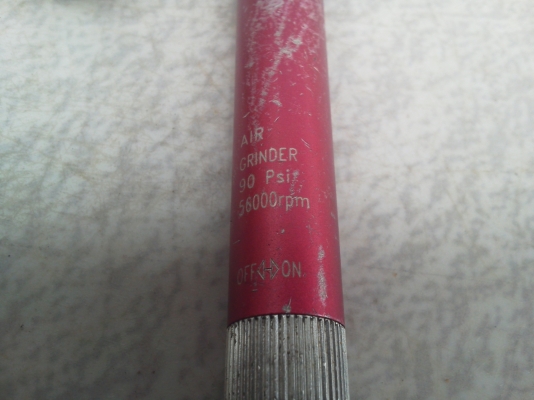 AIR
GRINDER
90 Psi
56000rpm
OFF ON